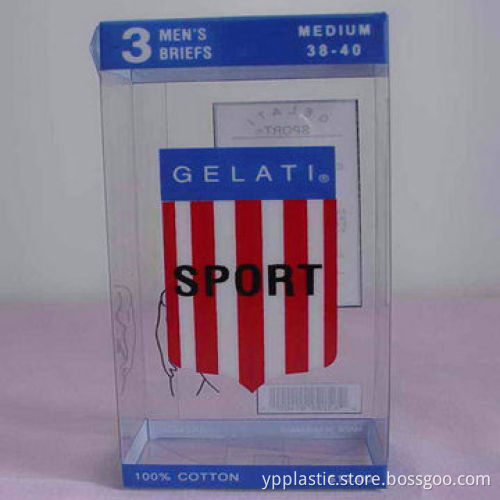 3 MEN'S BRIEFS
MEDIUM
38-40
GELATI®
SPORT
GELATI
SPORT
100% COTTON
ypplastic.store.bossgoo.com